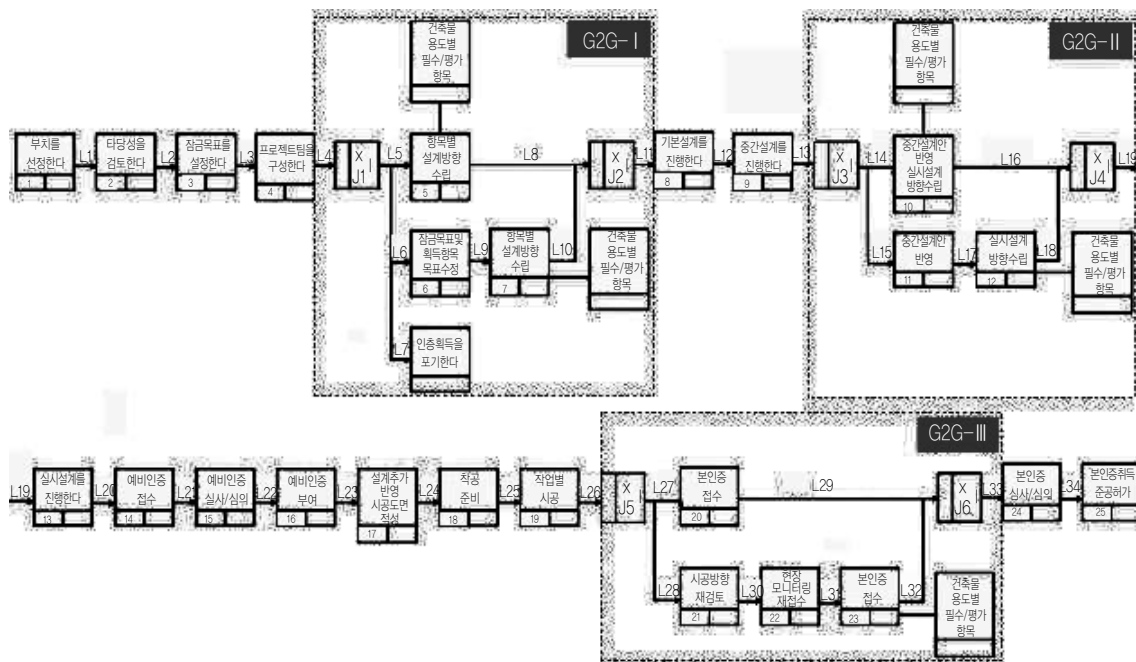 G2G-Ⅰ
건축물
용도별
필수/평가
항목
부치를
선정한다
1
L1
타당성을
검토한다
2
L2
잠금목표를
설정한다
3
L3
프로젝트팀을
구성한다
4
L4
X
J1
L5
항목별
설계방향
수립
5
L8
X
J2
L6
잠금목표및
획득항목
목표수정
6
L9
항목별
설계방향
수립
7
L10
건축물
용도별
필수/평가
항목
L7
인층획득을
포기한다
L11
기본설계를
진행한다
8
L12
중간설계를
진행한다
9
L13
G2G-Ⅱ
건축물
용도별
필수/평가
항목
X
J3
L14
중간설계안
반영
실시설계
방향수립
10
L16
X
J4
L19
L15
중간설계안
반영
11
L17
실시설계
방향수립
12
L18
건축물
용도별
필수/평가
항목
L19
실시설계를
진행한다
13
L20
예비인증
접수
14
L21
예비인증
심사/심의
15
L22
예비인증
부여
16
L23
설계추가
반영
시공도면
적성
17
L24
착공
준비
18
L25
작업별
시공
19
L26
G2G-Ⅲ
X
J5
L27
본인증
접수
20
L29
X
J6
L28
시공방향
재검토
21
L30
현장
모니터링
재접수
22
L31
본인증
접수
23
L32
건축물
용도별
필수/평가
항목
L33
본인증
심사/심의
24
L34
본인증취득
준공허가
25